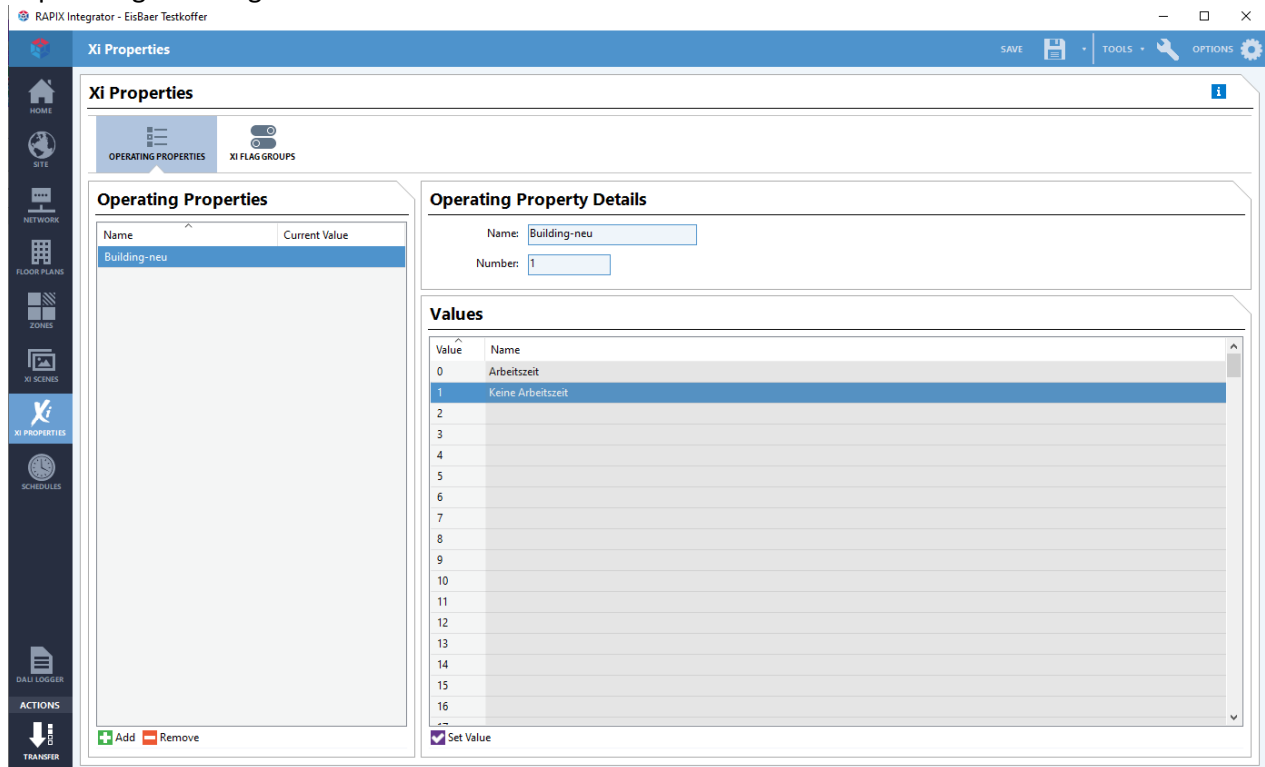 RAPIX Integrator - EisBaer Testkoffer
Xi Properties
SAVE
TOOLS
OPTIONS
HOME
SITE
NETWORK
FLOOR PLANS
ZONES
XI SCENES
Xi
XI PROPERTIES
SCHEDULES
DALI LOGGER
ACTIONS
TRANSFER
Xi Properties
i
OPERATING PROPERTIES
XI FLAG GROUPS
Operating Properties
Name Current Value
Building-neu
Add Remove
Operating Property Details
Name: Building-neu
Number: 1
Values
Value Name
0 Arbeitszeit
1 Keine Arbeitszeit
2
3
4
5
6
7
8
9
10
11
12
13
14
15
16
Set Value